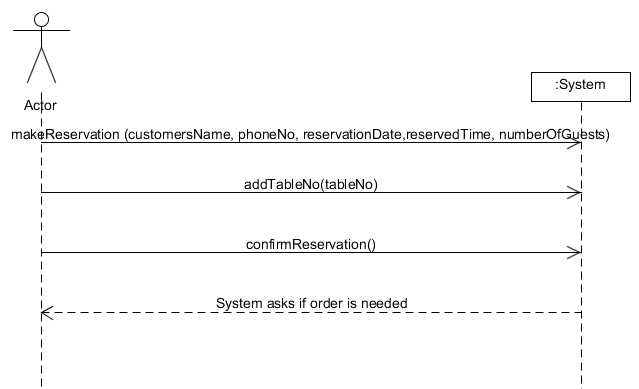 :System
Actor
makeReservation (customersName, phoneNo, reservationDate,reservedTime, numberOfGuests)
addTableNo(tableNo)
confirmReservation()
System asks if order is needed